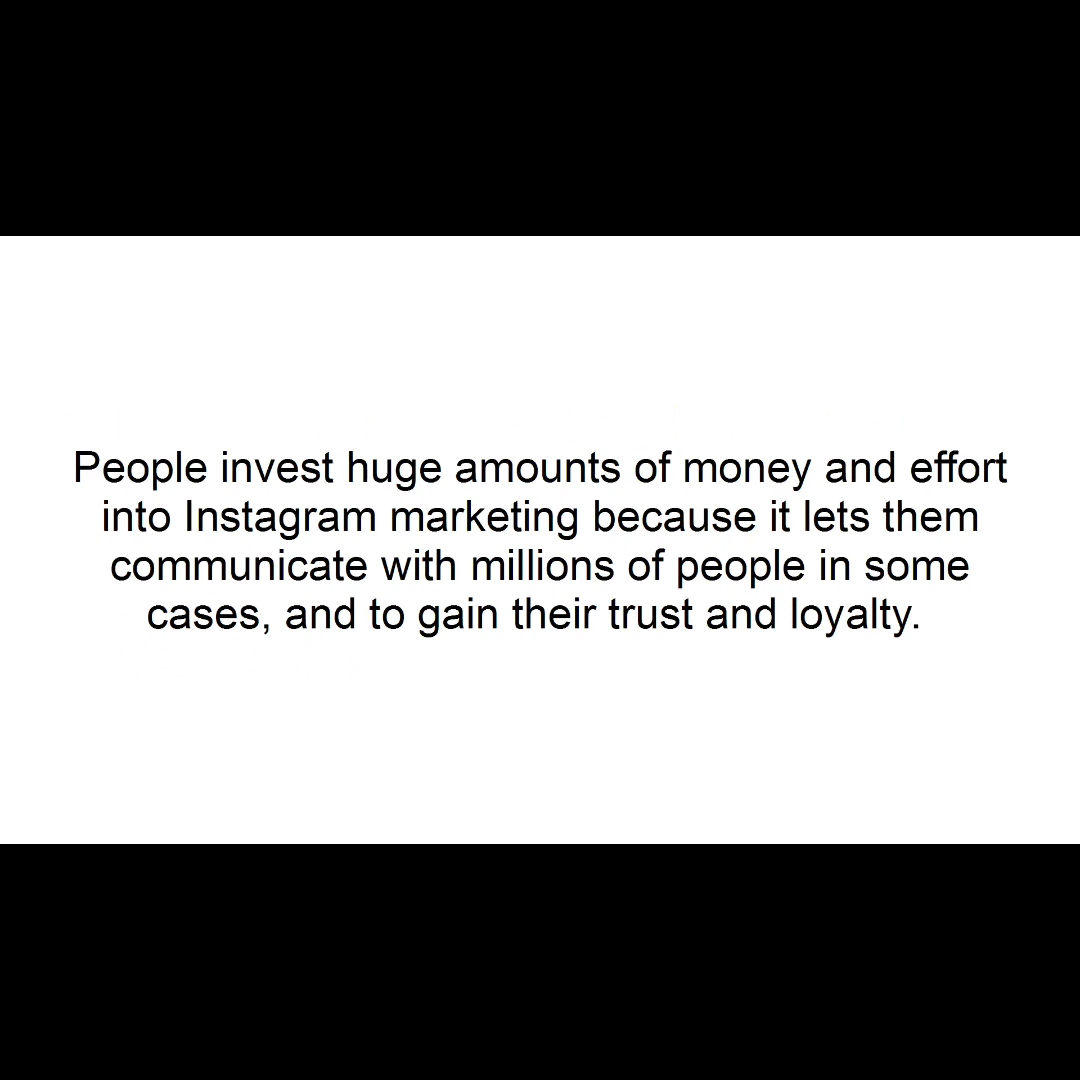 People invest huge amounts of money and effort
into Instagram marketing because it lets them
communicate with millions of people in some
cases, and to gain their trust and loyalty.